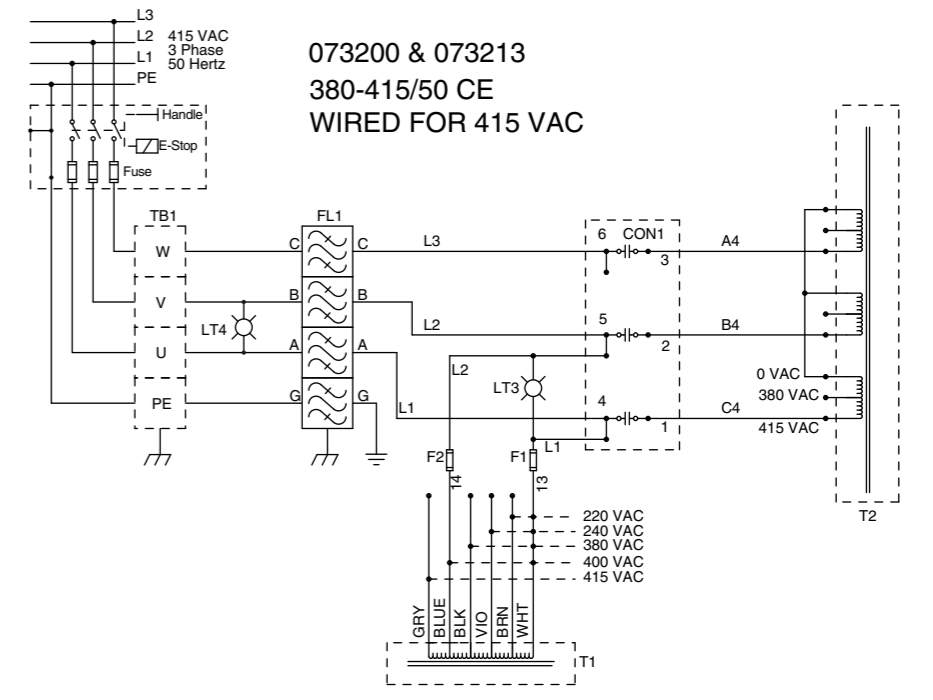 L3
L2 415 VAC
3 Phase
L1 50 Hertz
PE
073200 & 073213
380-415/50 CE
WIRED FOR 415 VAC
Handle
E-Stop
Fuse
TB1
FL1
W
C C
L3
6 CON1
3
A4
V
B B
LT4
L2
5
2
B4
U
A A
L2
LT3
0 VAC
380 VAC
PE
G G
L1
4
1
C4
415 VAC
L1
F2
F1
14
13
T2
220 VAC
240 VAC
380 VAC
400 VAC
415 VAC
GRY
BLUE
BLK
VIO
BRN
WHT
T1